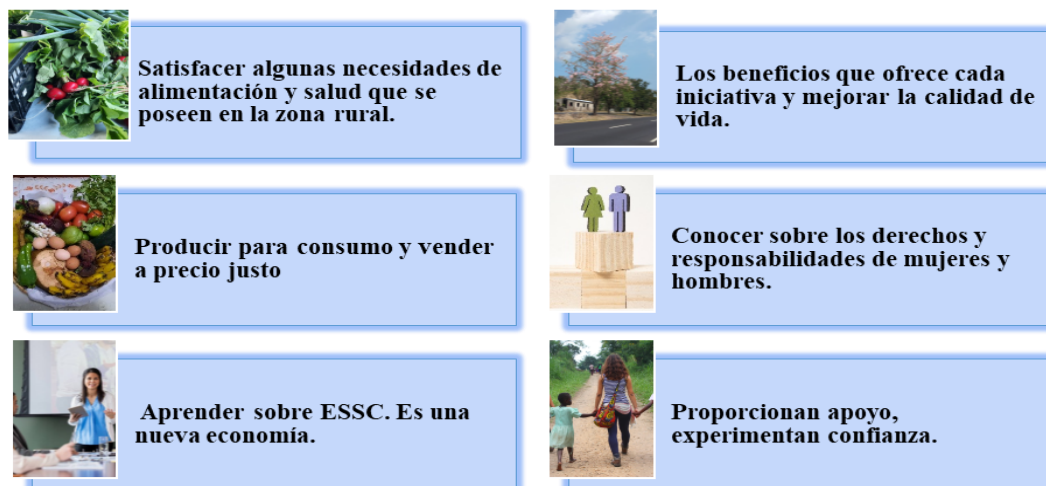 Satisfacer algunas necesidades de
alimentación y salud que se
poseen en la zona rural.
Los beneficios que ofrece cada
iniciativa y mejorar la calidad de
vida.
Producir para consumo y vender
a precio justo
Conocer sobre los derechos y
responsabilidades de mujeres y
hombres.
Aprender sobre ESSC. Es una
nueva economía.
Proporcionan apoyo,
experimentan confianza.